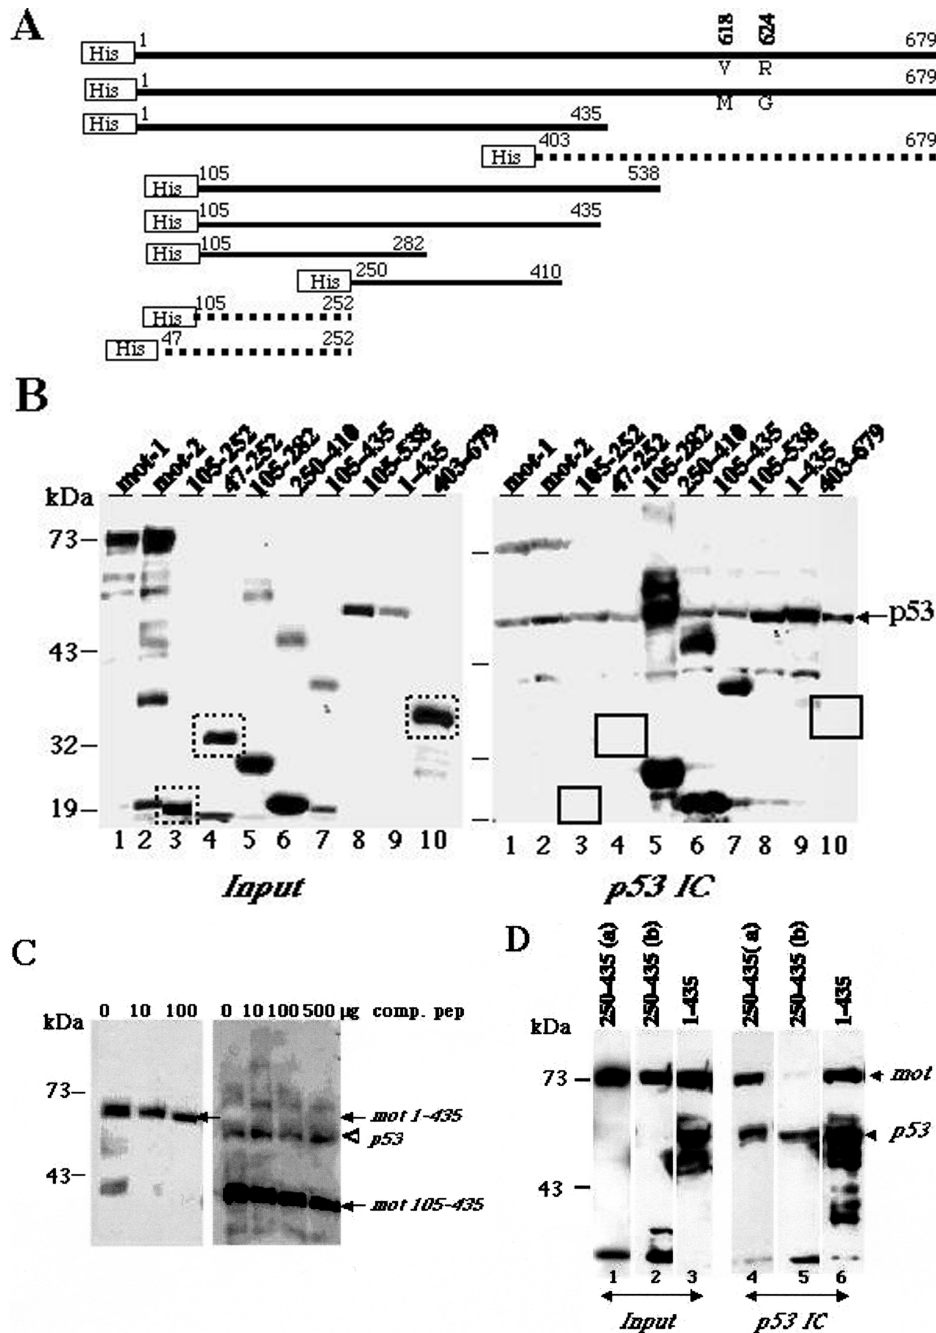 A
618 624
His 1 679
V R
His 1 679
M G
His 1 435
His 403 679
His 105 538
His 105 435
His 105 282
His 250 410
His 105 252
His 47 252
B
mot-1 mot-2 105-252 47-252 105-282 250-410 105-435 105-538 1-435 403-679
mot-1 mot-2 105-252 47-252 105-282 250-410 105-435 105-538 1-435 403-679
kDa
73
p53
43
32
19
1 2 3 4 5 6 7 8 9 10
1 2 3 4 5 6 7 8 9 10
Input p53 IC
C
0 10 100 0 10 100 500 µg comp. pep
kDa
73
mot 1-435
p53
43
mot 105-435
D
250-435 (a) 250-435 (b) 1-435 250-435( a) 250-435 (b) 1-435
kDa
73 mot
p53
43
1 2 3 4 5 6
Input p53 IC